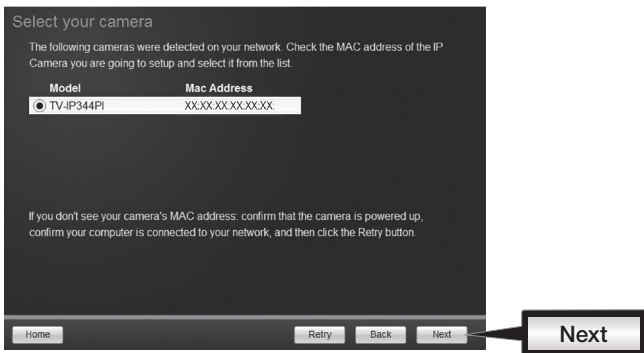 Select your camera
The following cameras were detected on your network. Check the MAC address of the IP
Camera you are going to setup and select it from the list.
Model Mac Address
TV-IP344PI XX:XX:XX:XX:XX:XX:
If you don't see your camera's MAC address: confirm that the camera is powered up,
confirm your computer is connected to your network, and then click the Retry button.
Home Retry Back Next
Next